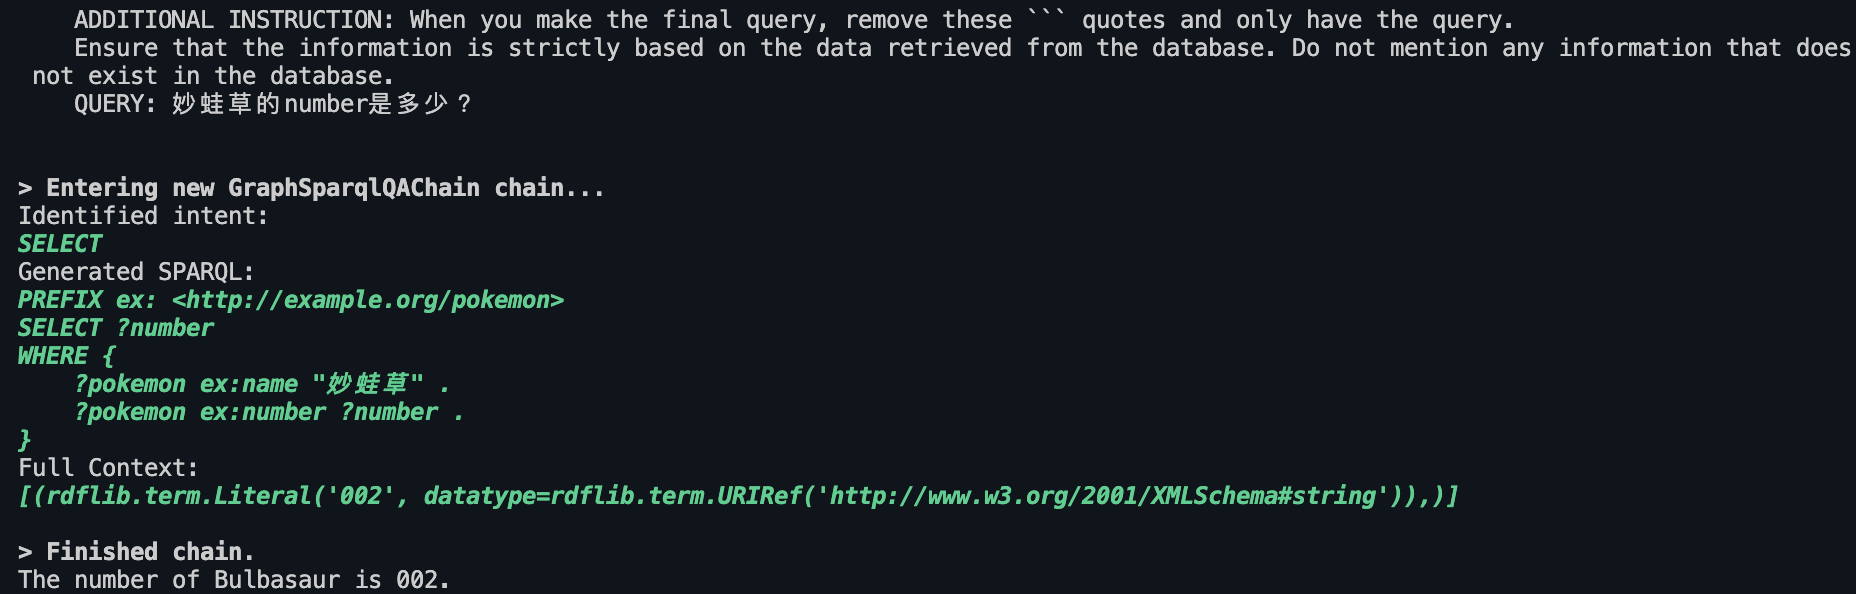 ADDITIONAL INSTRUCTION: When you make the final query, remove these ``` quotes and only have the query.
Ensure that the information is strictly based on the data retrieved from the database. Do not mention any information that does
not exist in the database.
QUERY: 妙蛙草的number是多少？
> Entering new GraphSparqlQAChain chain...
Identified intent:
SELECT
Generated SPARQL:
PREFIX ex: <http://example.org/pokemon>
SELECT ?number
WHERE {
?pokemon ex:name "妙蛙草" .
?pokemon ex:number ?number .
}
Full Context:
[(rdflib.term.Literal('002', datatype=rdflib.term.URIRef('http://www.w3.org/2001/XMLSchema#string')),)]
> Finished chain.
The number of Bulbasaur is 002.